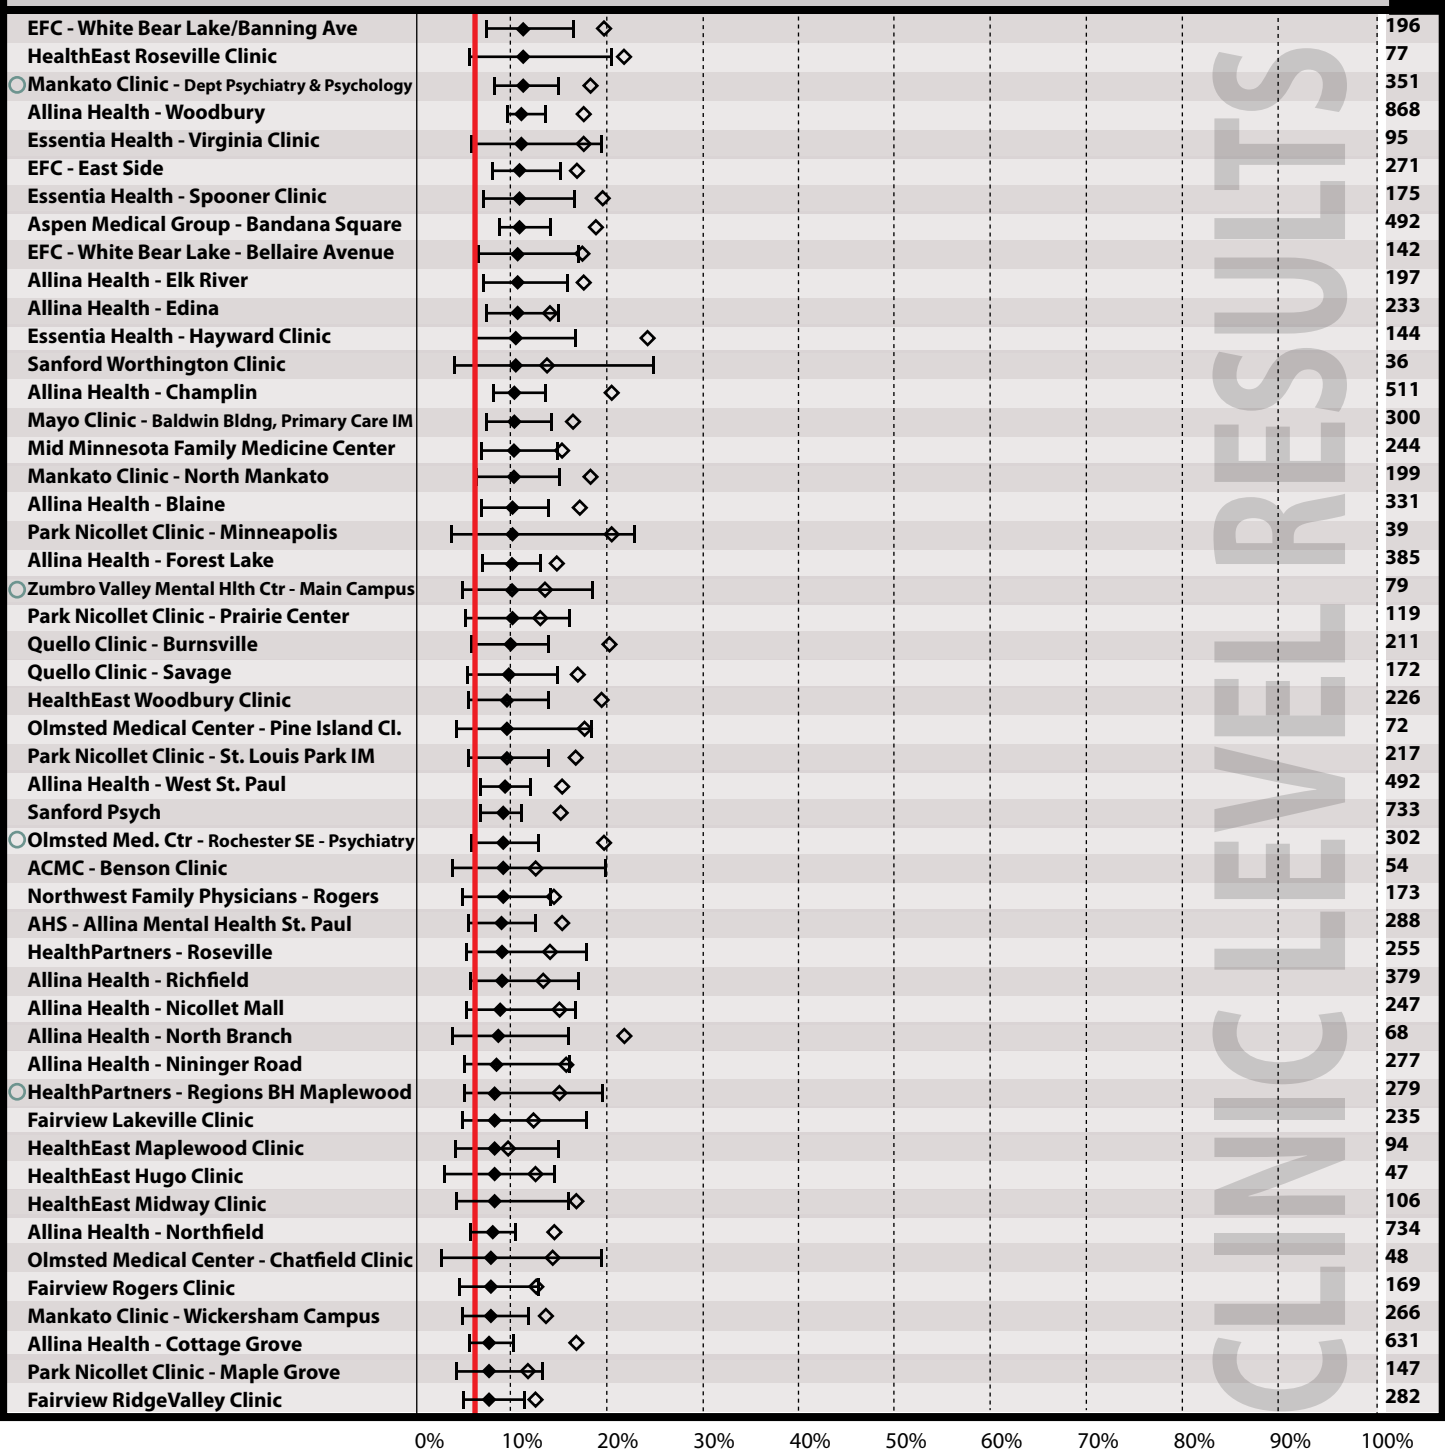 EFC - White Bear Lake/Banning Ave 196
HealthEast Roseville Clinic 77
Mankato Clinic - Dept Psychiatry & Psychology 351
Allina Health - Woodbury 868
Essentia Health - Virginia Clinic 95
EFC - East Side 271
Essentia Health - Spooner Clinic 175
Aspen Medical Group - Bandana Square 492
EFC - White Bear Lake - Bellaire Avenue 142
Allina Health - Elk River 197
Allina Health - Edina 233
Essentia Health - Hayward Clinic 144
Sanford Worthington Clinic 36
Allina Health - Champlin 511
Mayo Clinic - Baldwin Bldng, Primary Care IM 300
Mid Minnesota Family Medicine Center 244
Mankato Clinic - North Mankato 199
Allina Health - Blaine 331
Park Nicollet Clinic - Minneapolis 39
Allina Health - Forest Lake 385
Zumbro Valley Mental Hlth Ctr - Main Campus 79
Park Nicollet Clinic - Prairie Center 119
Quello Clinic - Burnsville 211
Quello Clinic - Savage 172
HealthEast Woodbury Clinic 226
Olmsted Medical Center - Pine Island Cl. 72
Park Nicollet Clinic - St. Louis Park IM 217
Allina Health - West St. Paul 492
Sanford Psych 733
Olmsted Med. Ctr - Rochester SE - Psychiatry 302
ACMC - Benson Clinic 54
Northwest Family Physicians - Rogers 173
AHS - Allina Mental Health St. Paul 288
HealthPartners - Roseville 255
Allina Health - Richfield 379
Allina Health - Nicollet Mall 247
Allina Health - North Branch 68
Allina Health - Nininger Road 277
HealthPartners - Regions BH Maplewood 279
Fairview Lakeville Clinic 235
HealthEast Maplewood Clinic 94
HealthEast Hugo Clinic 47
HealthEast Midway Clinic 106
Allina Health - Northfield 734
Olmsted Medical Center - Chatfield Clinic 48
Fairview Rogers Clinic 169
Mankato Clinic - Wickersham Campus 266
Allina Health - Cottage Grove 631
Park Nicollet Clinic - Maple Grove 147
Fairview RidgeValley Clinic 282
0% 10% 20% 30% 40% 50% 60% 70% 80% 90% 100%
CLINIC LEVEL RESULTS